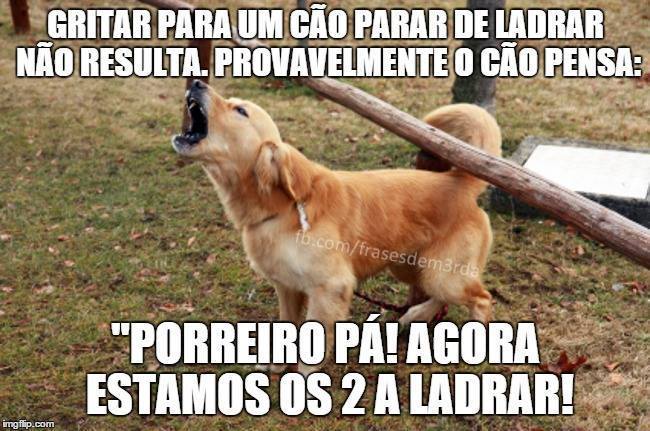 GRITAR PARA UM CÃO PARAR DE LADRAR
NÃO RESULTA. PROVAVELMENTE O CÃO PENSA:
fb.com/frasesdem3rda
"PORREIRO PÁ! AGORA
ESTAMOS OS 2 A LADRAR!
imgflip.com